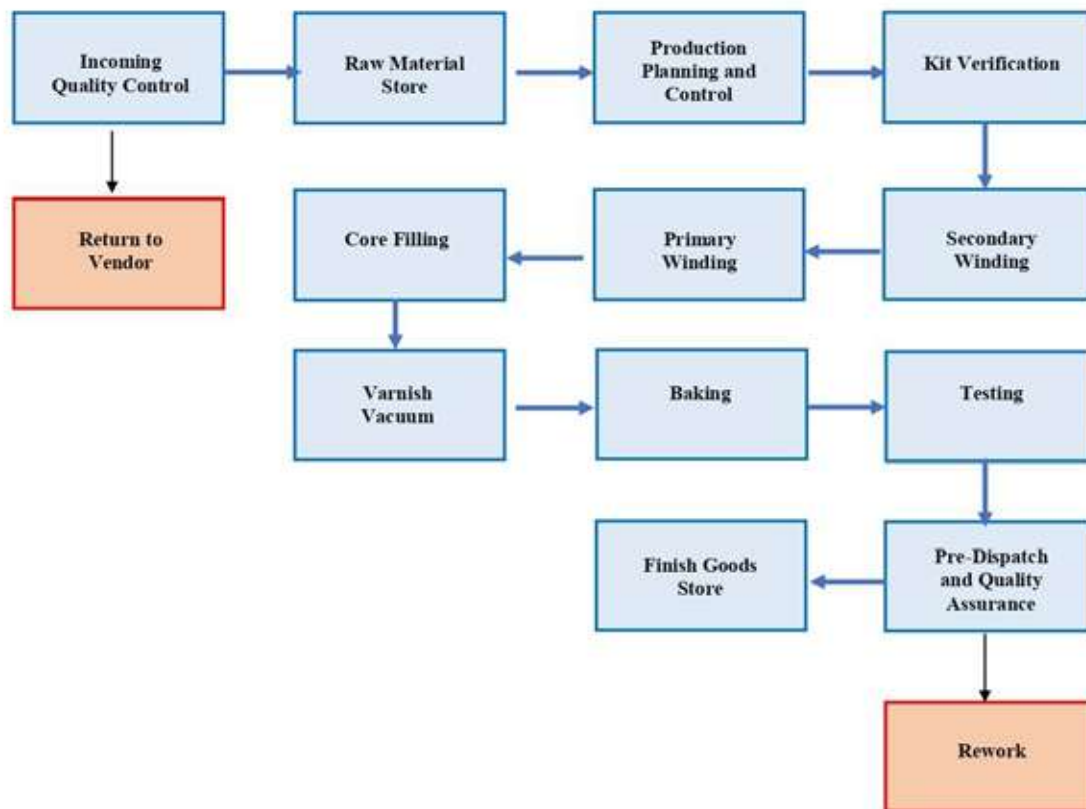 Incoming
Quality Control
Raw Material
Store
Production
Planning and
Control
Kit Verification
Return to
Vendor
Core Filling
Primary
Winding
Secondary
Winding
Varnish
Vacuum
Baking
Testing
Finish Goods
Store
Pre-Dispatch
and Quality
Assurance
Rework